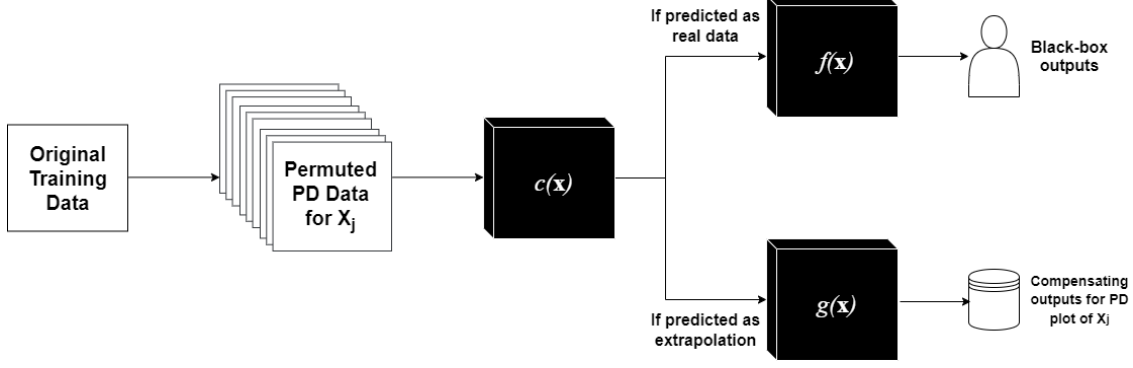 Original
Training
Data
Permuted
PD Data
for Xj
c(x)
If predicted as
real data
f(x)
Black-box
outputs
If predicted as
extrapolation
g(x)
Compensating
outputs for PD
plot of Xj